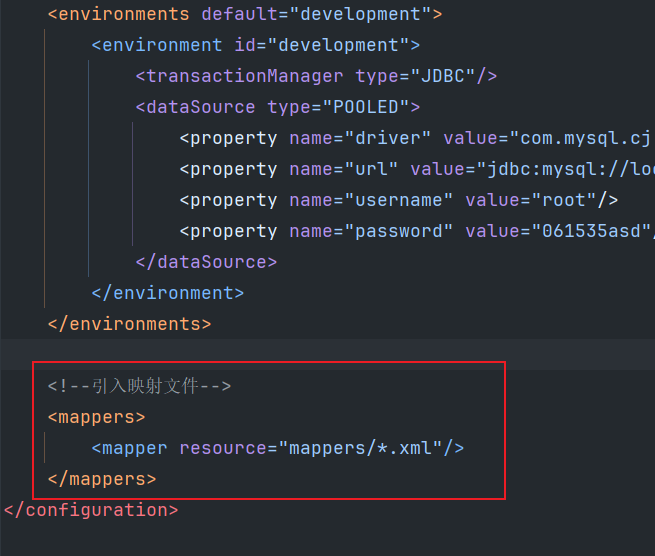 <environments default="development">
<environment id="development">
<transactionManager type="JDBC"/>
<dataSource type="POOLED">
<property name="driver" value="com.mysql.cj
<property name="url" value="jdbc:mysql://loc
<property name="username" value="root"/>
<property name="password" value="061535asd"/
</dataSource>
</environment>
</environments>
<!--引入映射文件-->
<mappers>
<mapper resource="mappers/*.xml"/>
</mappers>
</configuration>